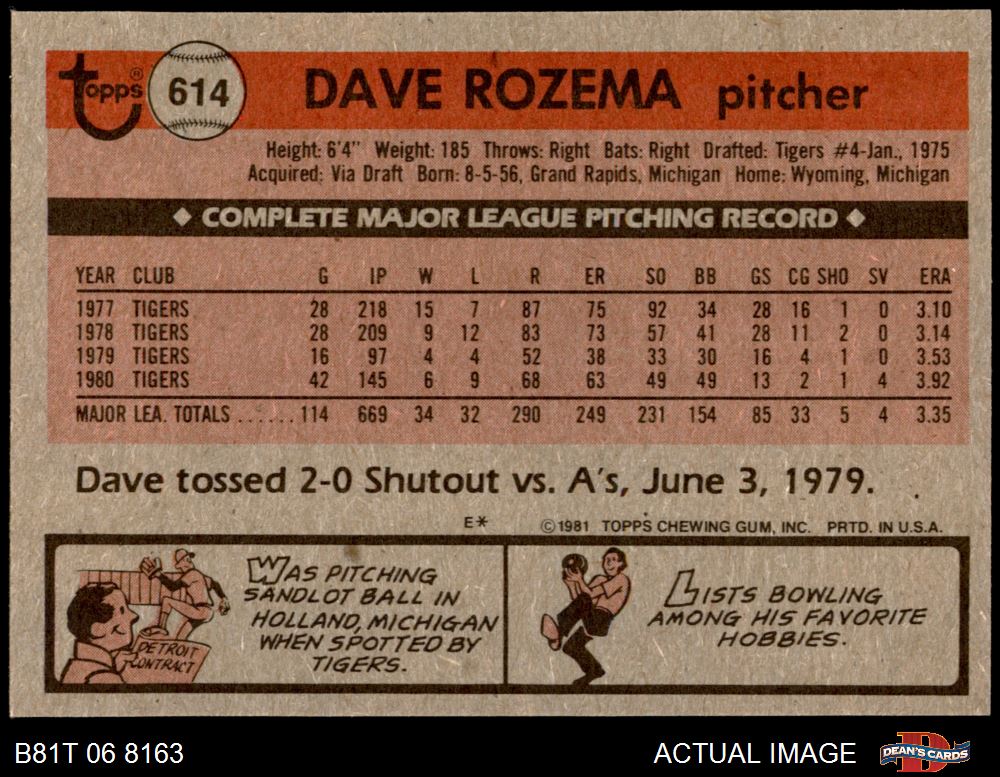 topps® 614 DAVE ROZEMA pitcher
Height: 6'4" Weight: 185 Throws: Right Bats: Right Drafted: Tigers #4-Jan., 1975
Acquired: Via Draft Born: 8-5-56, Grand Rapids, Michigan Home: Wyoming, Michigan
◆ COMPLETE MAJOR LEAGUE PITCHING RECORD ◆
YEAR CLUB G IP W L R ER SO BB GS CG SHO SV ERA
1977 TIGERS 28 218 15 7 87 75 92 34 28 16 1 0 3.10
1978 TIGERS 28 209 9 12 83 73 57 41 28 11 2 0 3.14
1979 TIGERS 16 97 4 4 52 38 33 30 16 4 1 0 3.53
1980 TIGERS 42 145 6 9 68 63 49 49 13 2 1 4 3.92
MAJOR LEA. TOTALS ...... 114 669 34 32 290 249 231 154 85 33 5 4 3.35
Dave tossed 2-0 Shutout vs. A's, June 3, 1979.
E* ©1981 TOPPS CHEWING GUM, INC. PRTD. IN U.S.A.
WAS PITCHING
SANDLOT BALL IN
HOLLAND, MICHIGAN
WHEN SPOTTED BY
TIGERS.
DETROIT
CONTRACT
LISTS BOWLING
AMONG HIS FAVORITE
HOBBIES.
B81T 06 8163 ACTUAL IMAGE DEAN'S CARDS